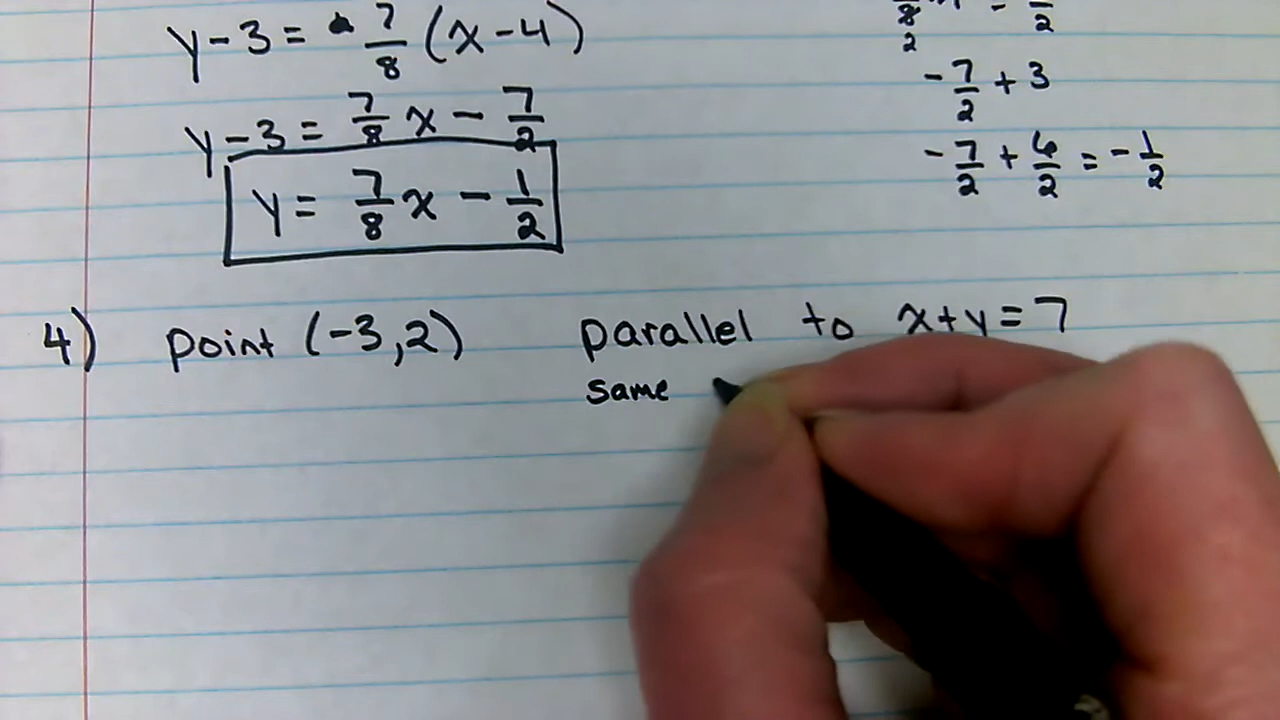 y-3 = 7/8 (x-4)
y-3 = 7/8 x - 7/2
y = 7/8 x - 1/2
-7/2 + 3
-7/2 + 6/2 = -1/2
4) point (-3,2) parallel to x+y=7
same